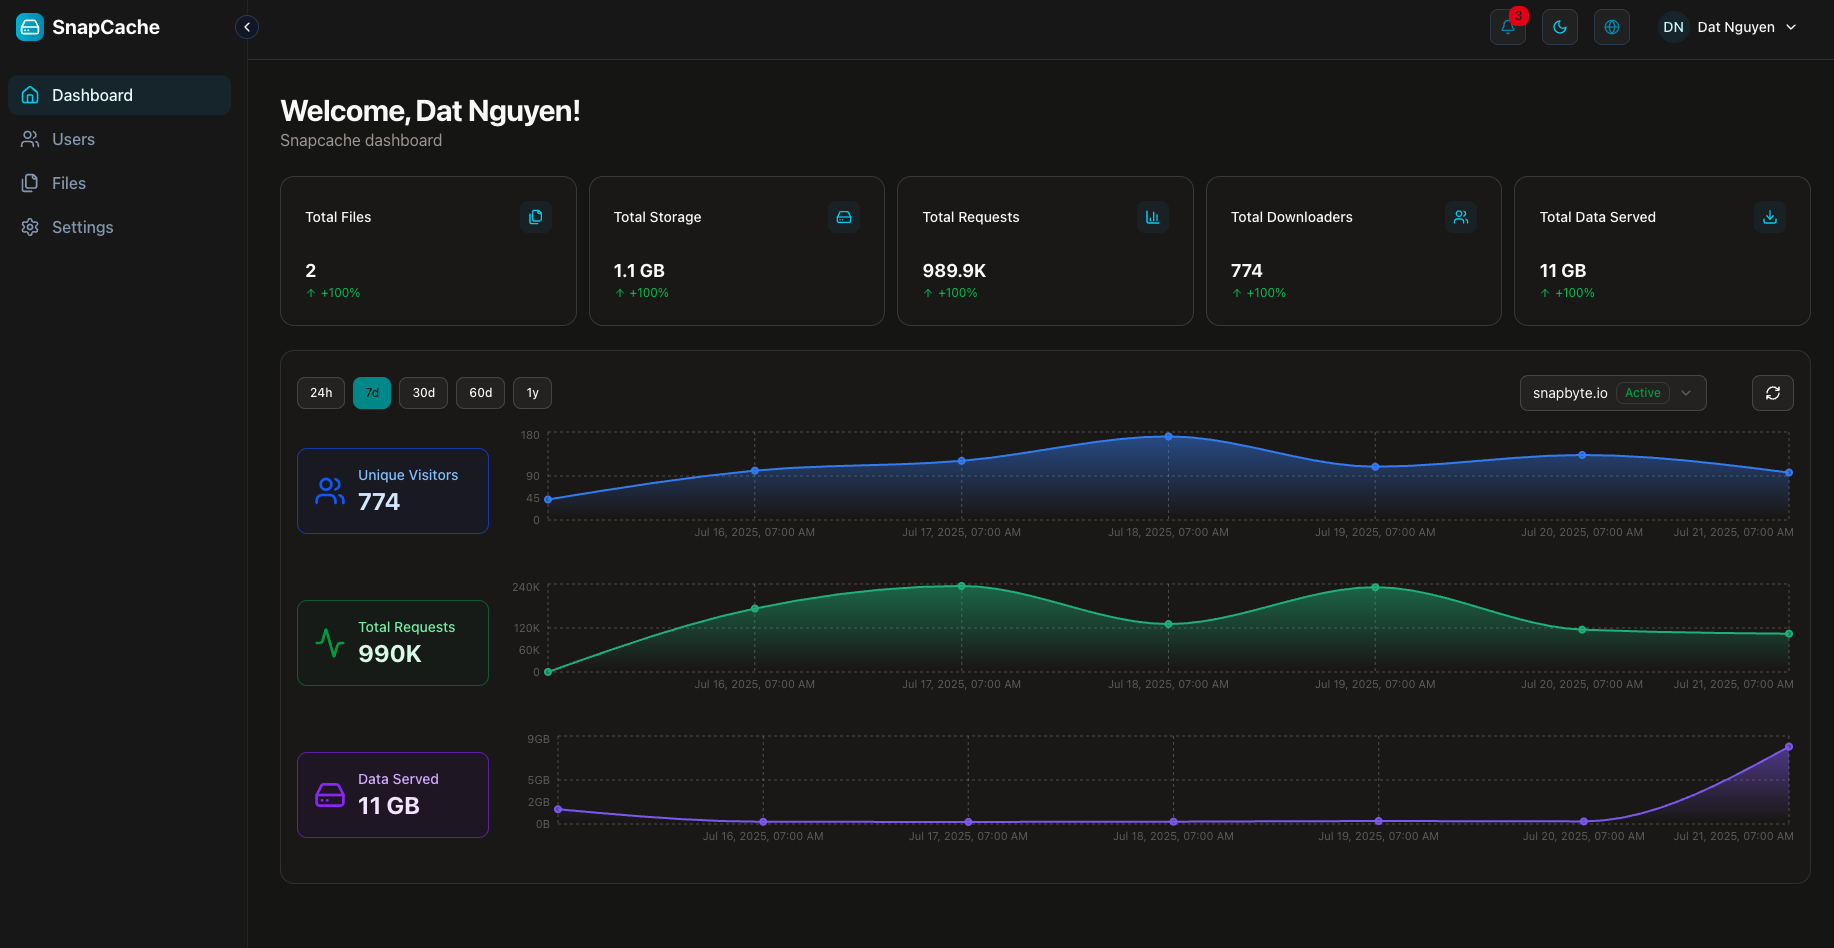 SnapCache
3
DN Dat Nguyen
Dashboard
Users
Files
Settings
Welcome, Dat Nguyen!
Snapcache dashboard
Total Files
2
+100%
Total Storage
1.1 GB
+100%
Total Requests
989.9K
+100%
Total Downloaders
774
+100%
Total Data Served
11 GB
+100%
24h 7d 30d 60d 1y
snapbyte.io Active
Unique Visitors
774
180
90
45
0
Jul 16, 2025, 07:00 AM Jul 17, 2025, 07:00 AM Jul 18, 2025, 07:00 AM Jul 19, 2025, 07:00 AM Jul 20, 2025, 07:00 AM Jul 21, 2025, 07:00 AM
Total Requests
990K
240K
120K
60K
0
Jul 16, 2025, 07:00 AM Jul 17, 2025, 07:00 AM Jul 18, 2025, 07:00 AM Jul 19, 2025, 07:00 AM Jul 20, 2025, 07:00 AM Jul 21, 2025, 07:00 AM
Data Served
11 GB
9GB
5GB
2GB
0B
Jul 16, 2025, 07:00 AM Jul 17, 2025, 07:00 AM Jul 18, 2025, 07:00 AM Jul 19, 2025, 07:00 AM Jul 20, 2025, 07:00 AM Jul 21, 2025, 07:00 AM